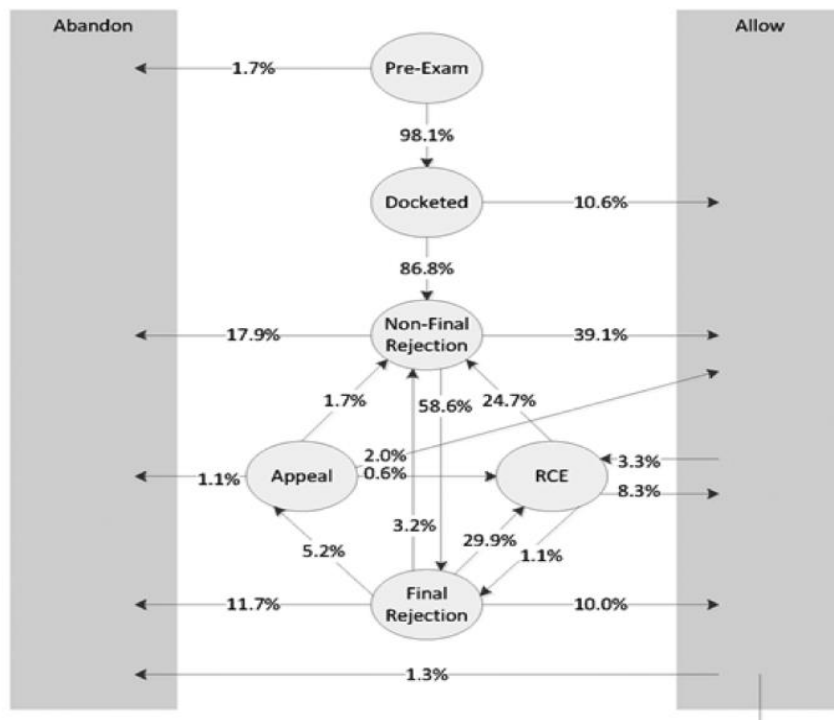 Abandon
Allow
Pre-Exam
1.7%
98.1%
Docketed
10.6%
86.8%
Non-Final
Rejection
17.9%
39.1%
1.7%
58.6%
24.7%
2.0%
0.6%
3.3%
1.1%
Appeal
RCE
8.3%
3.2%
29.9%
1.1%
5.2%
Final
Rejection
11.7%
10.0%
1.3%